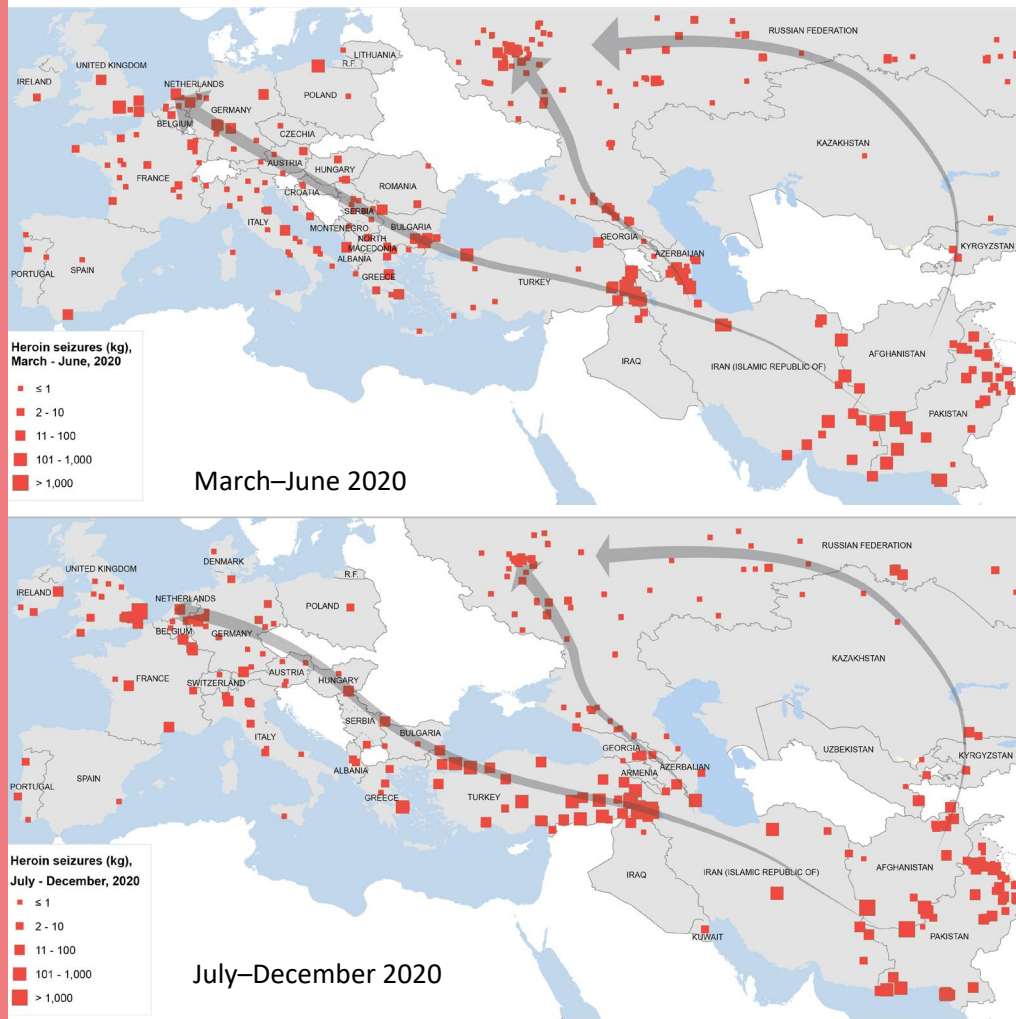 RUSSIAN FEDERATION
LITHUANIA
R.F.
UNITED KINGDOM
IRELAND
NETHERLANDS
POLAND
GERMANY
BELGIUM
CZECHIA
KAZAKHSTAN
AUSTRIA
FRANCE
HUNGARY
ROMANIA
CROATIA
SERBIA
ITALY
MONTENEGRO
BULGARIA
GEORGIA
NORTH
MACEDONIA
AZERBAIJAN
KYRGYZSTAN
ALBANIA
PORTUGAL
SPAIN
GREECE
TURKEY
AFGHANISTAN
IRAQ
IRAN (ISLAMIC REPUBLIC OF)
PAKISTAN
Heroin seizures (kg),
March - June, 2020
≤ 1
2 - 10
11 - 100
101 - 1,000
> 1,000
March–June 2020
RUSSIAN FEDERATION
DENMARK
UNITED KINGDOM
R.F.
IRELAND
NETHERLANDS
POLAND
BELGIUM
GERMANY
KAZAKHSTAN
AUSTRIA
FRANCE
SWITZERLAND
HUNGARY
SERBIA
BULGARIA
ITALY
GEORGIA
UZBEKISTAN
KYRGYZSTAN
AZERBAIJAN
ARMENIA
ALBANIA
PORTUGAL
SPAIN
GREECE
TURKEY
AFGHANISTAN
IRAQ
IRAN (ISLAMIC REPUBLIC OF)
PAKISTAN
KUWAIT
Heroin seizures (kg),
July - December, 2020
≤ 1
2 - 10
11 - 100
101 - 1,000
> 1,000
July–December 2020